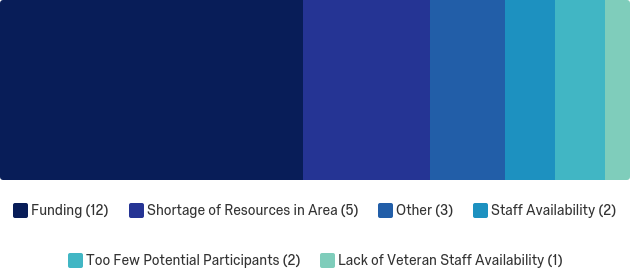 Funding (12) Shortage of Resources in Area (5) Other (3) Staff Availability (2)
Too Few Potential Participants (2) Lack of Veteran Staff Availability (1)